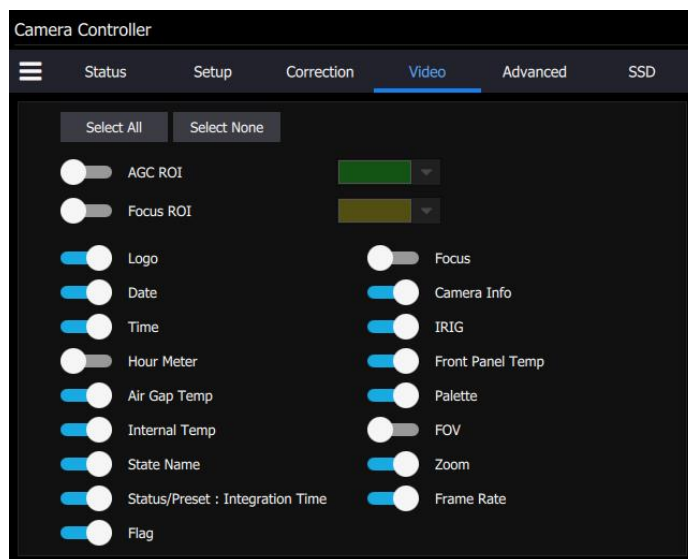 Camera Controller
Status Setup Correction Video Advanced SSD
Select All Select None
AGC ROI
Focus ROI
Logo Focus
Date Camera Info
Time IRIG
Hour Meter Front Panel Temp
Air Gap Temp Palette
Internal Temp FOV
State Name Zoom
Status/Preset : Integration Time Frame Rate
Flag